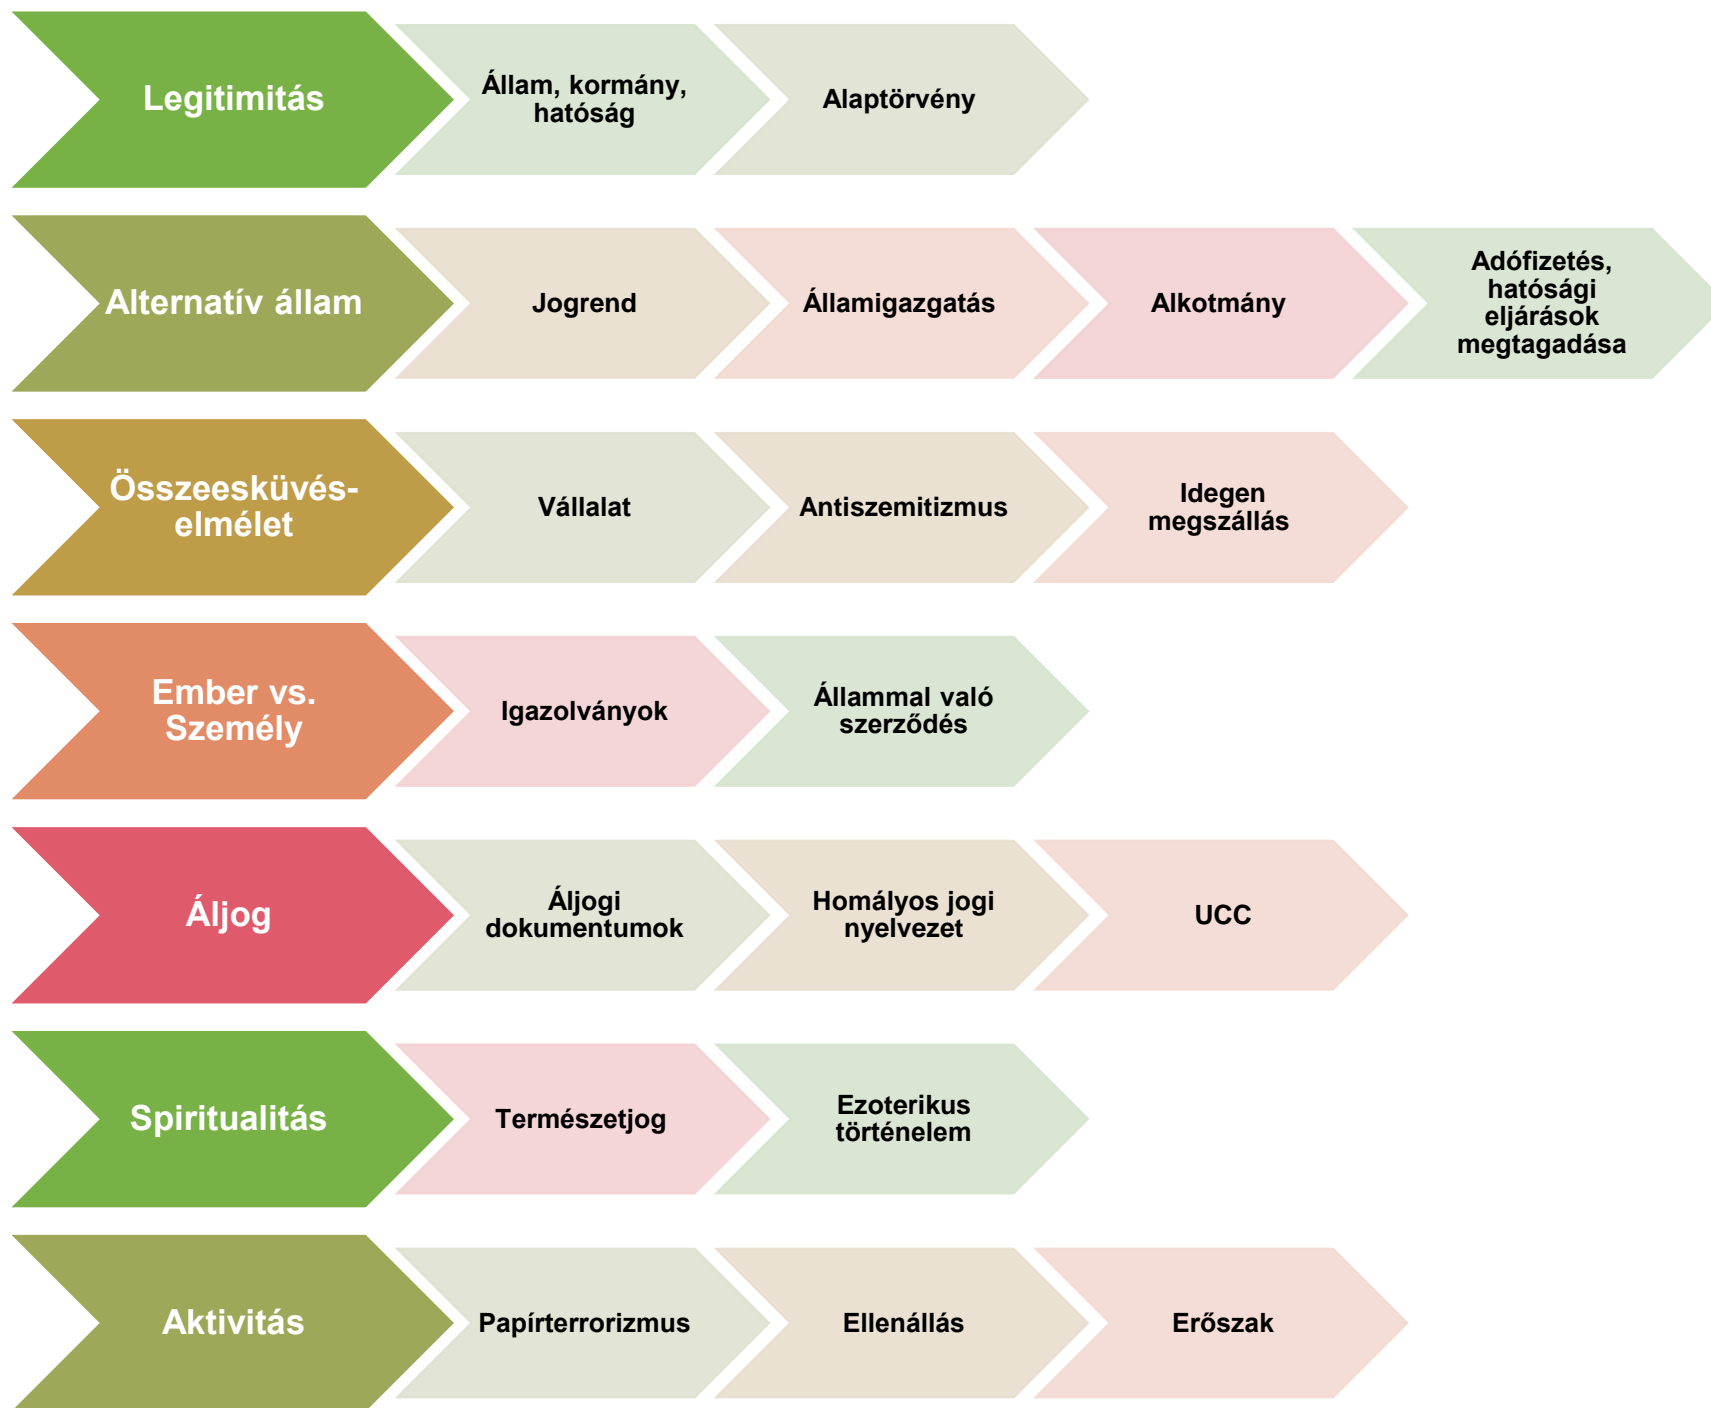 Legitimitás
Állam, kormány,
hatóság
Alaptörvény
Alternatív állam
Jogrend
Államigazgatás
Alkotmány
Adófizetés,
hatósági
eljárások
megtagadása
Összeesküvés-
elmélet
Vállalat
Antiszemitizmus
Idegen
megszállás
Ember vs.
Személy
Igazolványok
Állammal való
szerződés
Áljog
Áljogi
dokumentumok
Homályos jogi
nyelvezet
UCC
Spiritualitás
Természetjog
Ezoterikus
történelem
Aktivitás
Papírterrorizmus
Ellenállás
Erőszak